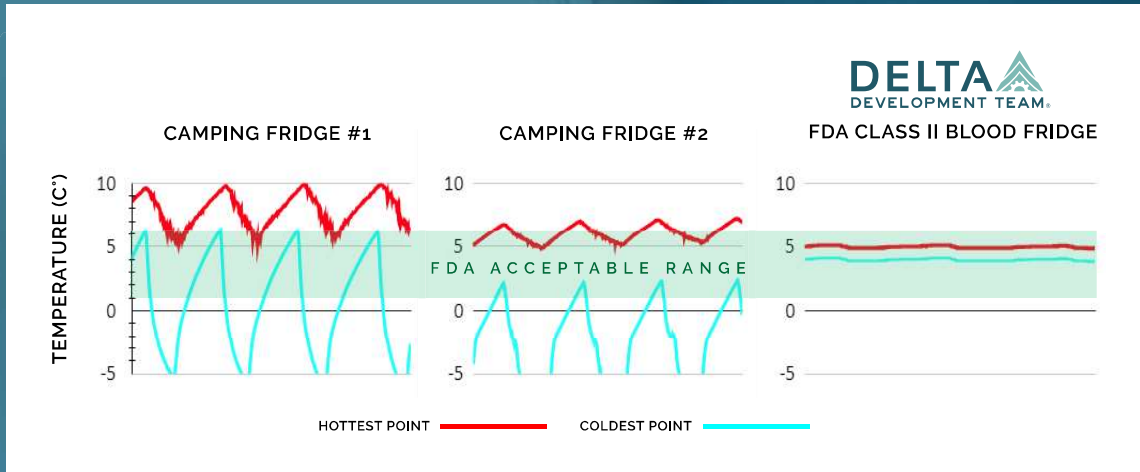 DELTA
DEVELOPMENT TEAM®
CAMPING FRIDGE #1
CAMPING FRIDGE #2
FDA CLASS II BLOOD FRIDGE
TEMPERATURE (C°)
10
5
0
-5
10
5
0
-5
10
5
0
-5
FDA ACCEPTABLE RANGE
HOTTEST POINT
COLDEST POINT